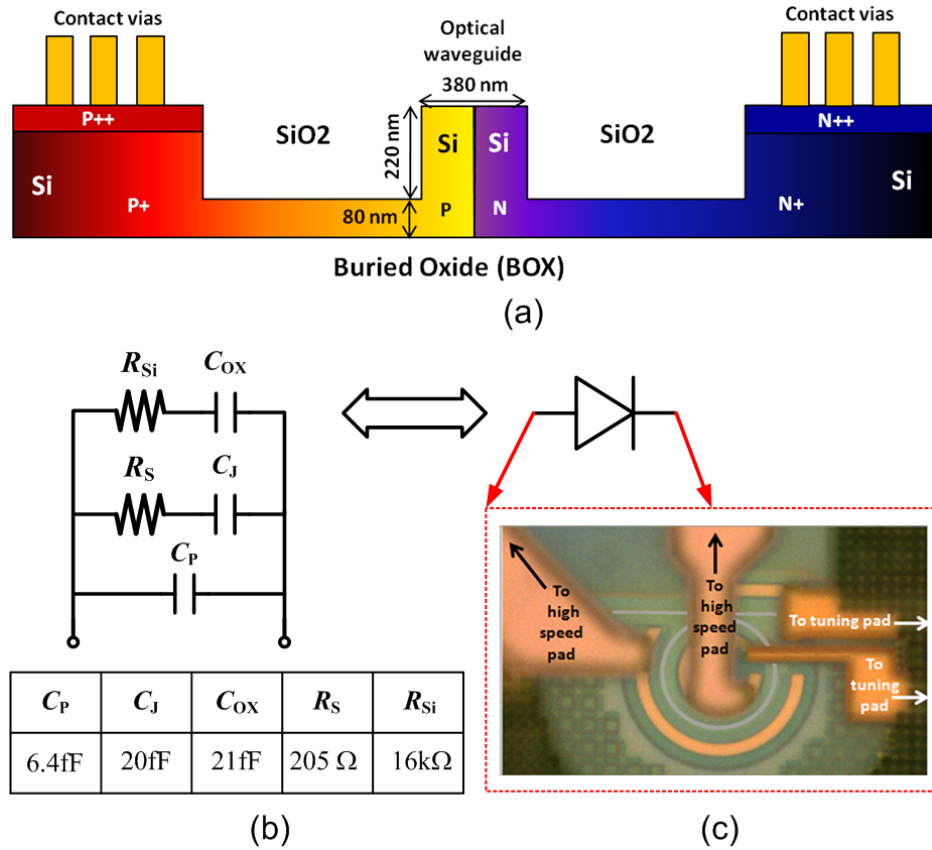 Contact vias
Optical
waveguide
380 nm
Contact vias
P++
N++
SiO2
SiO2
220 nm
Si
Si
Si
Si
P+
80 nm
P
N
N+
Buried Oxide (BOX)
(a)
RSi
COX
RS
CJ
CP
To
high
speed
pad
To
high
speed
pad
To tuning pad
To
tuning
pad
CP CJ COX RS RSi
6.4fF 20fF 21fF 205 Ω 16kΩ
(b)
(c)